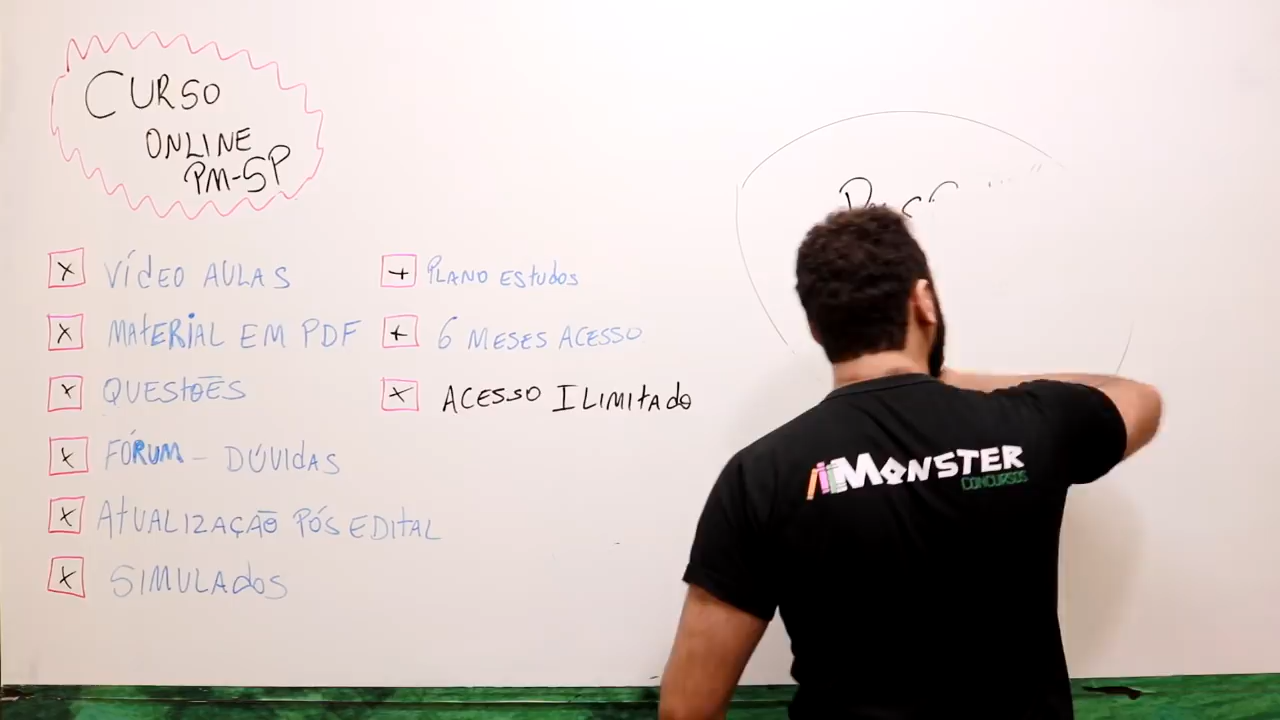 CURSO
ONLINE
PM-SP
X VÍdEO AULAS
X MAtERIAL EM PDF
X QUEStÕES
X FÓRUM - DÚVIdAS
X AtUALIZAÇÃO PÓS EDITAL
X SIMULAdOS
+ PLANO EStUdOS
+ 6 MESES ACESSO
X ACESSO ILIMITAdO
MONSTER
CONCURSOS